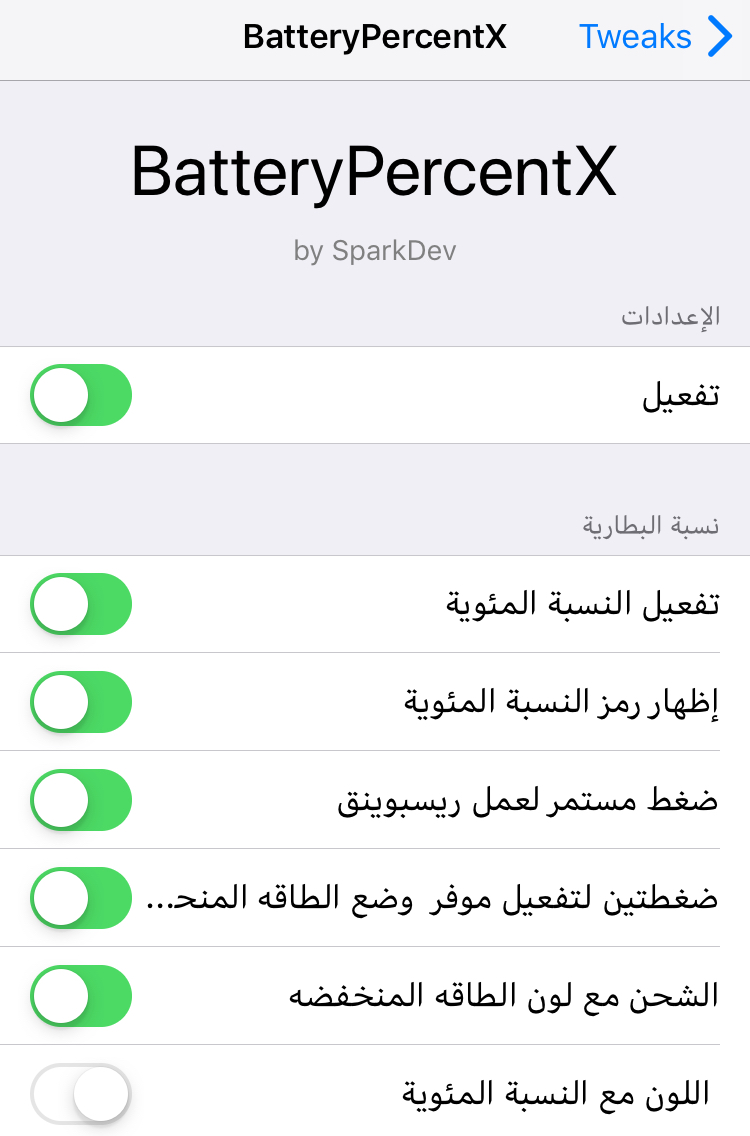 Tweaks
BatteryPercentX
BatteryPercentX
by SparkDev
الإعدادات
تفعيل
نسبة البطارية
تفعيل النسبة المئوية
إظهار رمز النسبة المئوية
ضغط مستمر لعمل ريسبوينق
ضغطتين لتفعيل موفر وضع الطاقه المنحـ...
الشحن مع لون الطاقه المنخفضه
اللون مع النسبة المئوية